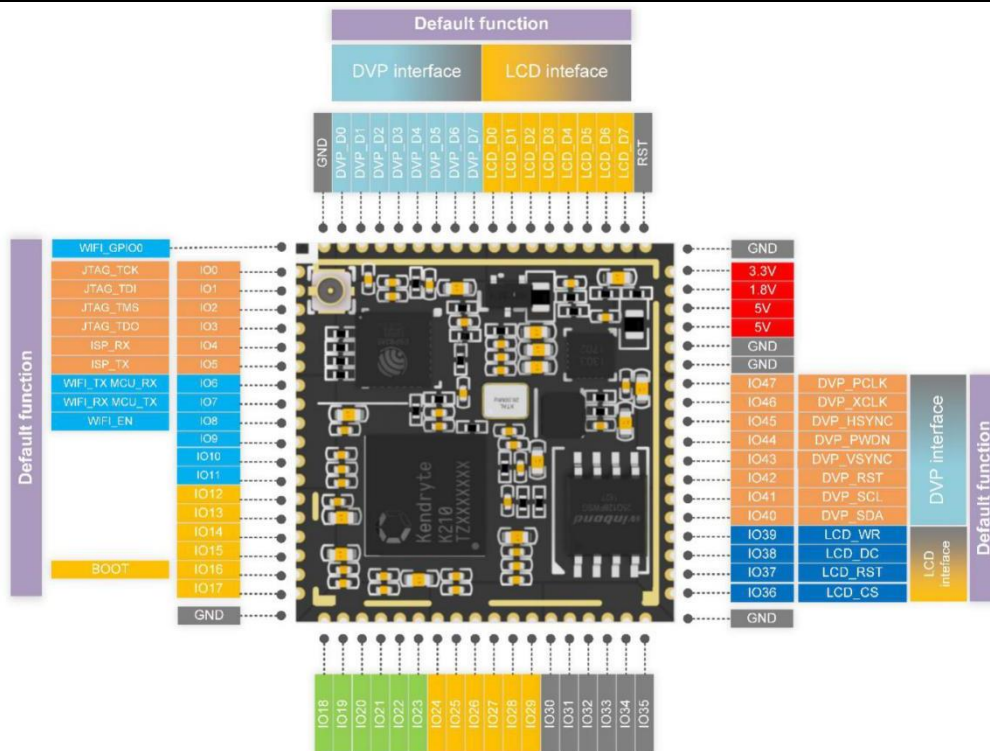 Default function
DVP interface
LCD inteface
GND
DVP_D0
DVP_D1
DVP_D2
DVP_D3
DVP_D4
DVP_D5
DVP_D6
DVP_D7
LCD_D0
LCD_D1
LCD_D2
LCD_D3
LCD_D4
LCD_D5
LCD_D6
LCD_D7
RST
Default function
WIFI_GPIO0
JTAG_TCK IO0
JTAG_TDI IO1
JTAG_TMS IO2
JTAG_TDO IO3
ISP_RX IO4
ISP_TX IO5
WIFI_TX MCU_RX IO6
WIFI_RX MCU_TX IO7
WIFI_EN IO8
IO9
IO10
IO11
IO12
IO13
IO14
IO15
BOOT IO16
IO17
GND
Kendryte
K210
TZXXXXXXX
winbond
GND
3.3V
1.8V
5V
5V
GND
GND
IO47 DVP_PCLK
IO46 DVP_XCLK
IO45 DVP_HSYNC
IO44 DVP_PWDN
IO43 DVP_VSYNC
IO42 DVP_RST
IO41 DVP_SCL
IO40 DVP_SDA
IO39 LCD_WR
IO38 LCD_DC
IO37 LCD_RST
IO36 LCD_CS
GND
DVP interface
LCD
inteface
Default function
IO18
IO19
IO20
IO21
IO22
IO23
IO24
IO25
IO26
IO27
IO28
IO29
IO30
IO31
IO32
IO33
IO34
IO35